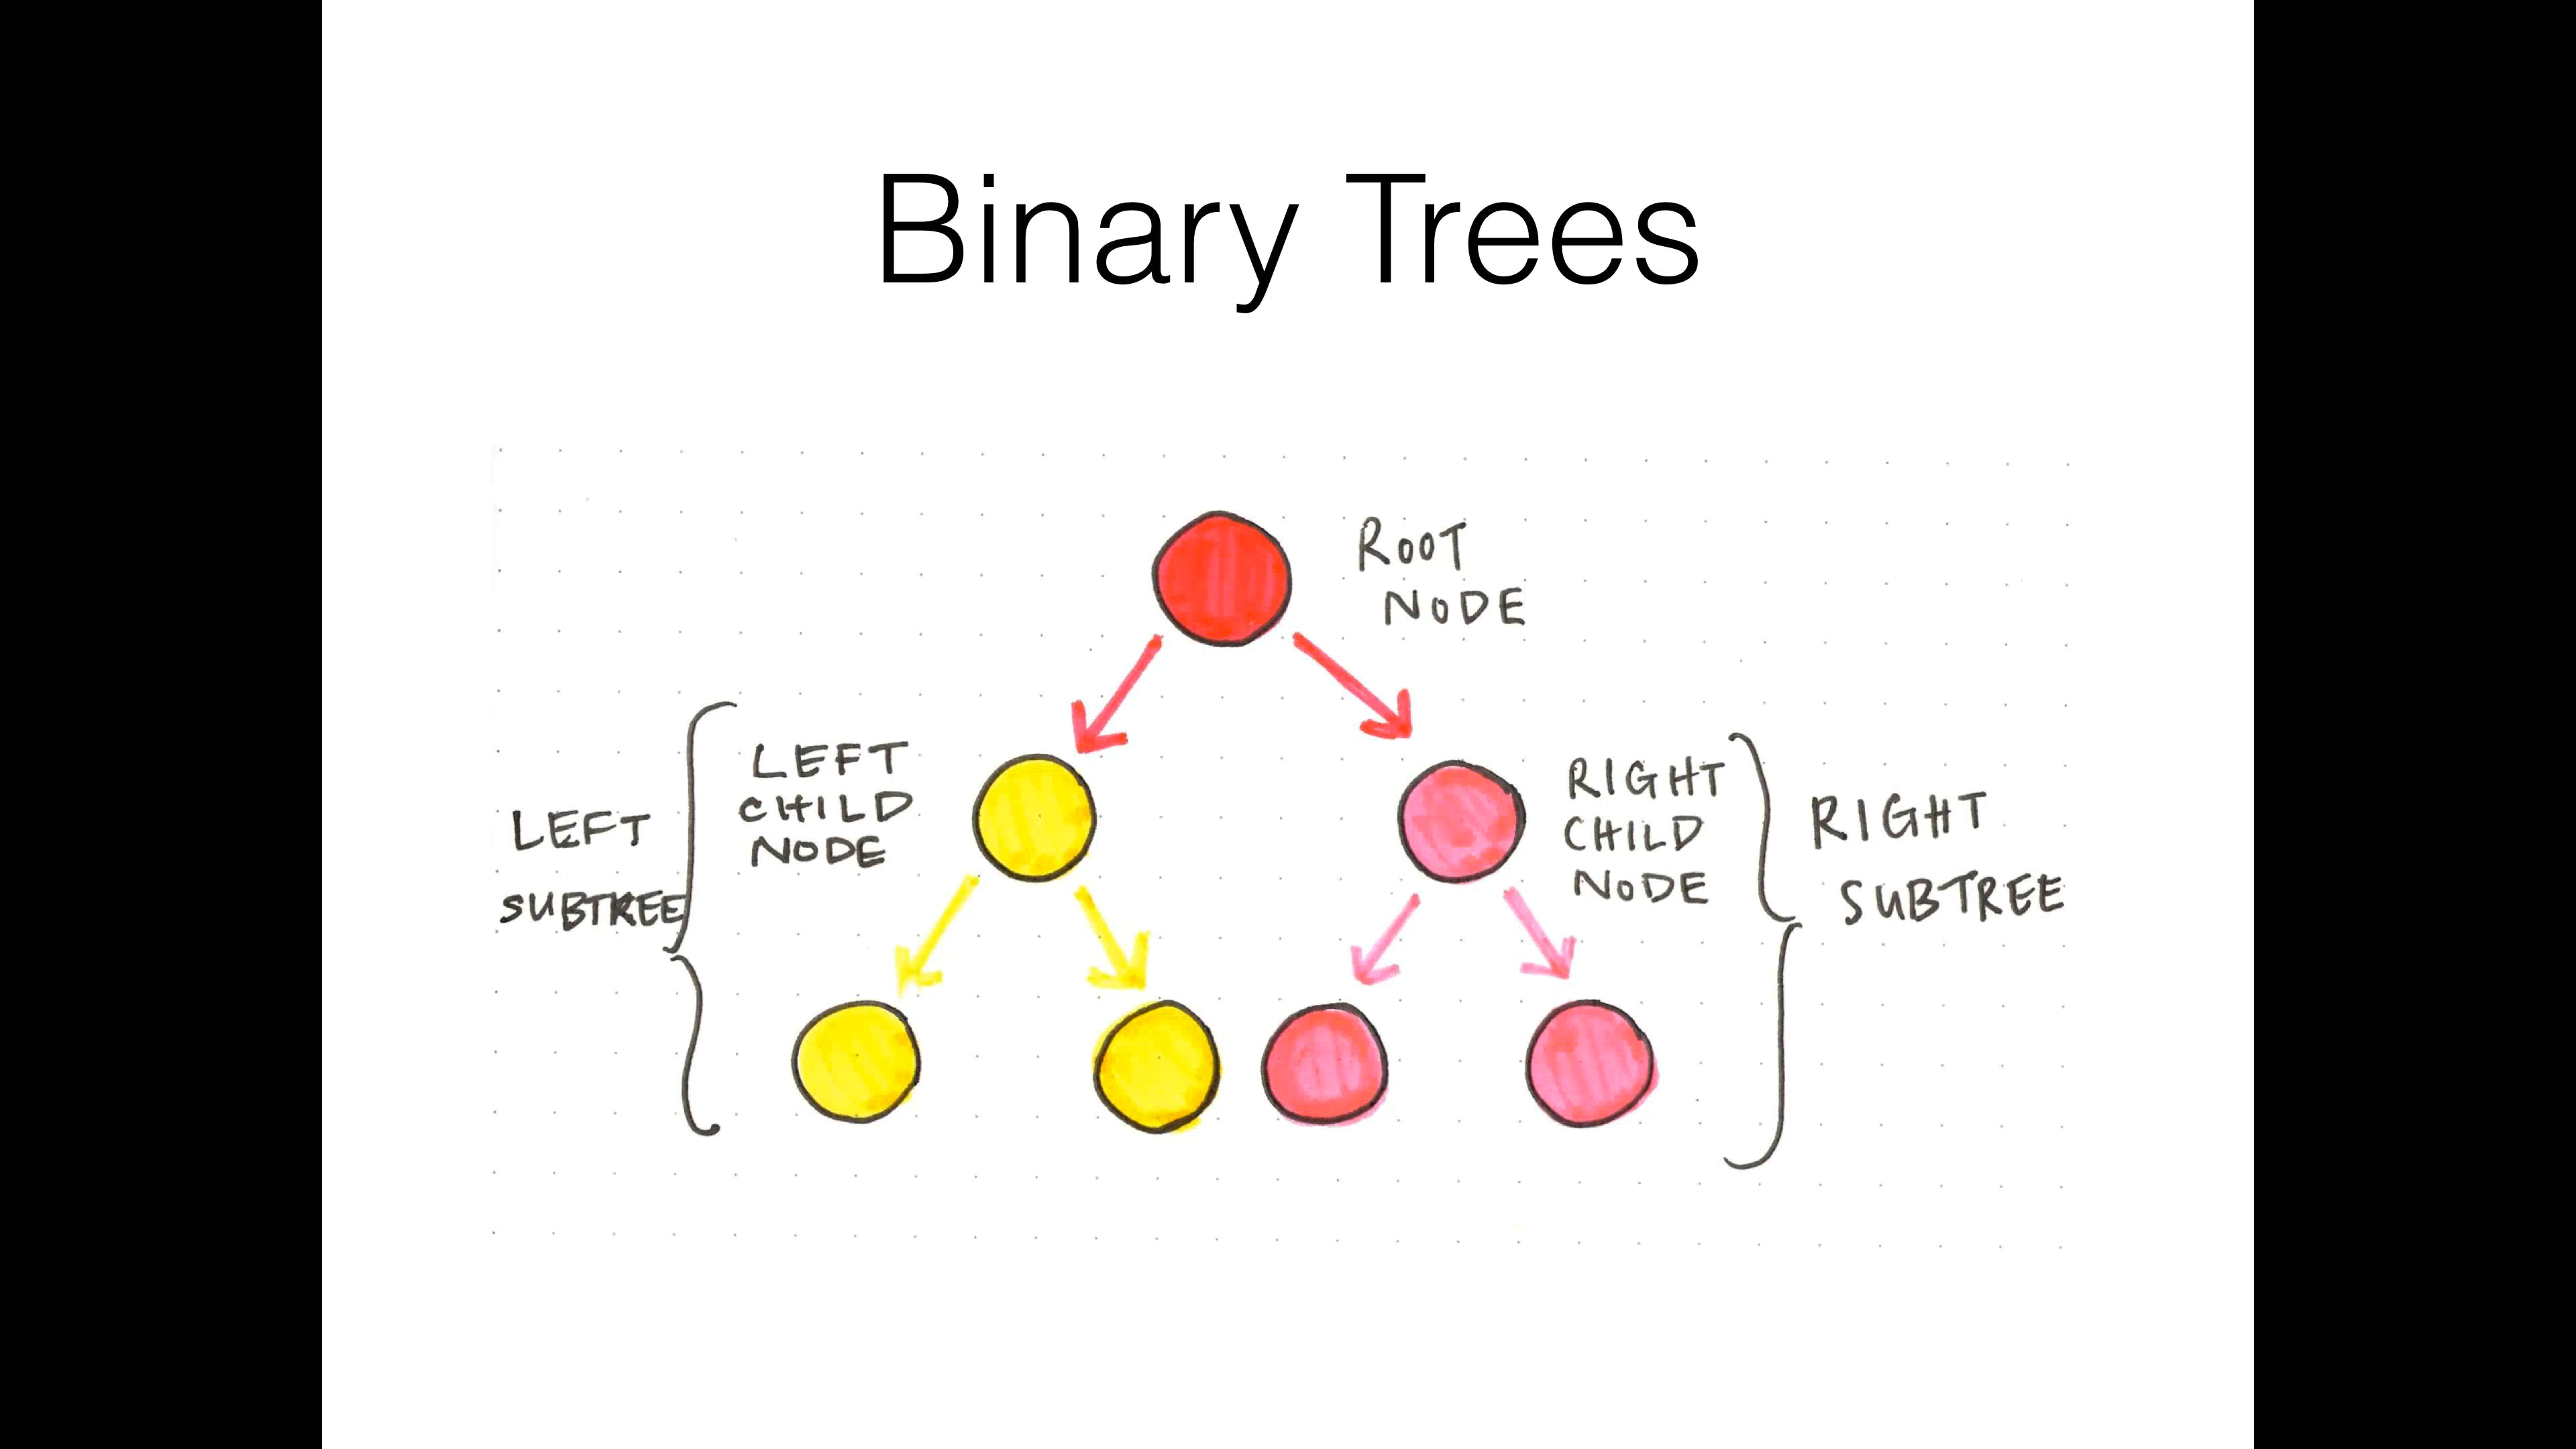 Binary Trees
ROOT
NODE
LEFT
CHILD
NODE
LEFT
SUBTREE
RIGHT
CHILD
NODE
RIGHT
SUBTREE